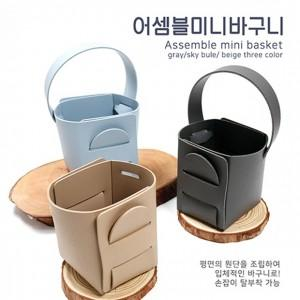 어셈블미니바구니
Assemble mini basket
gray/sky bule/ beige three color
평면의 원단을 조립하여
입체적인 바구니로!
손잡이 탈부착 가능